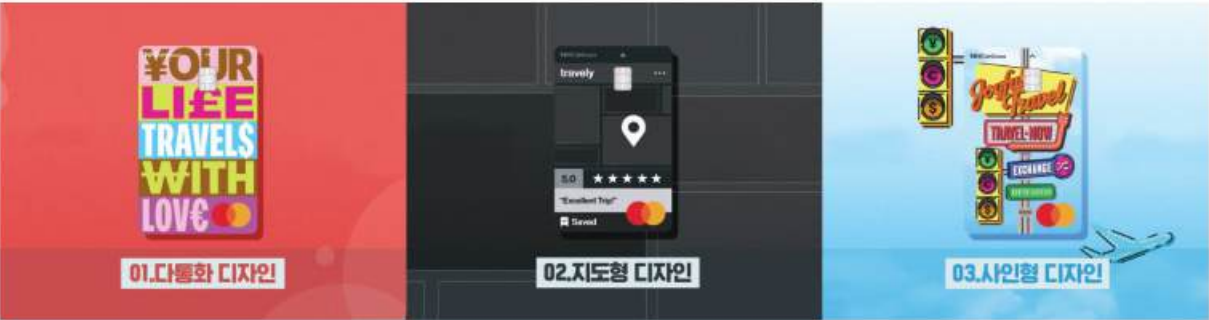 ¥OUR
LI££
TRAVEL$
WITH
LOV€
01.다통화 디자인
travely
5.0 ★★★★★
"Excellent Trip!"
Saved
02.지도형 디자인
¥
G
$
Joyful
Travel!
TRAVEL-NOW
¥
G
$
EXCHANGE
03.사인형 디자인